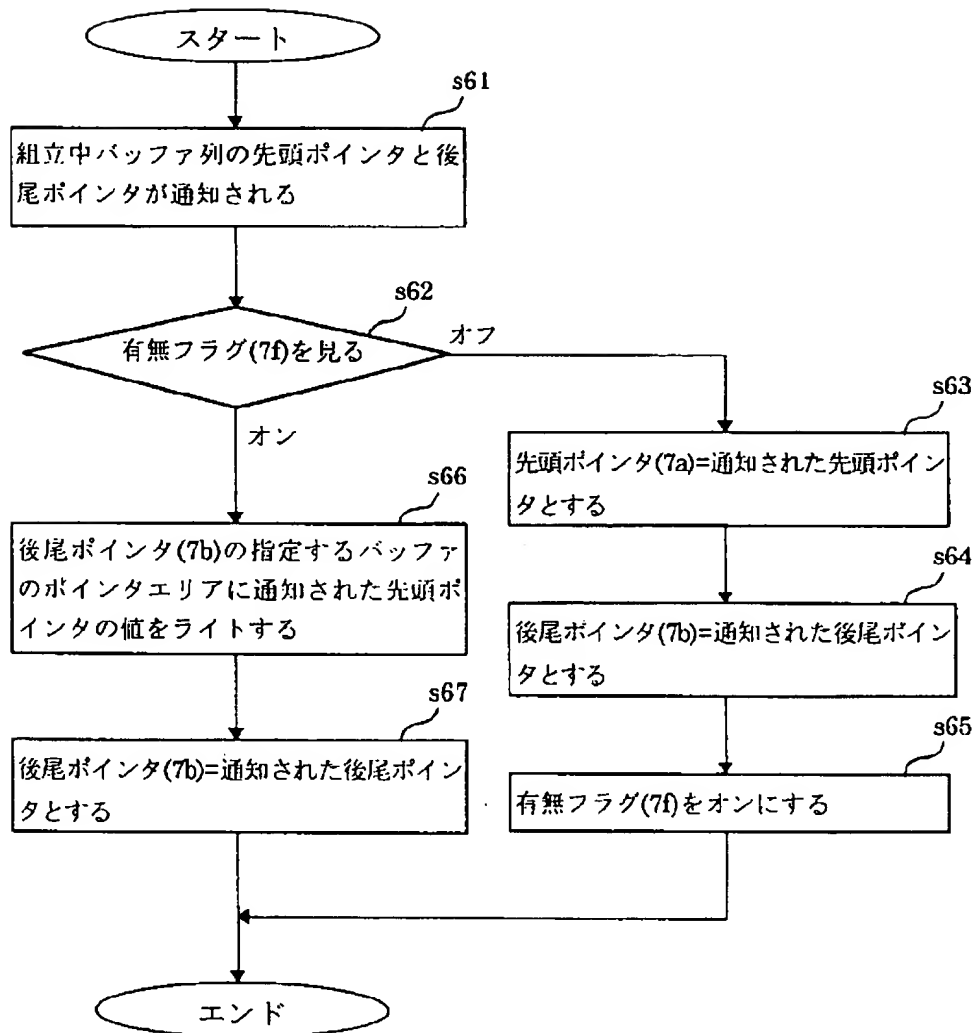 スタート
s61
組立中バッファ列の先頭ポインタと後
尾ポインタが通知される
s62
有無フラグ(7f)を見る
オフ
オン
s63
先頭ポインタ(7a)=通知された先頭ポイン
タとする
s64
後尾ポインタ(7b)=通知された後尾ポイン
タとする
s65
有無フラグ(7f)をオンにする
s66
後尾ポインタ(7b)の指定するバッファ
のポインタエリアに通知された先頭ポ
インタの値をライトする
s67
後尾ポインタ(7b)=通知された後尾ポイン
タとする
エンド